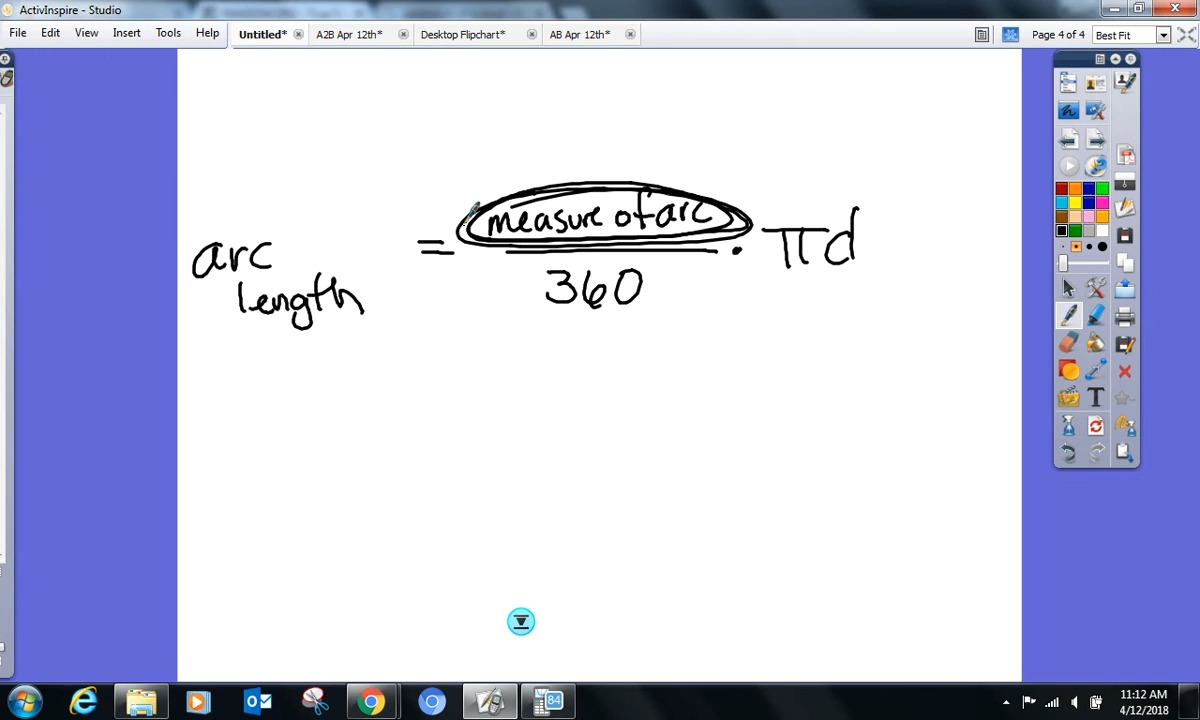 ActivInspire - Studio
File Edit View Insert Tools Help
Untitled* A2B Apr 12th* Desktop Flipchart* AB Apr 12th*
Page 4 of 4 Best Fit
arc length = measure of arc / 360 · πd
T
84
11:12 AM
4/12/2018